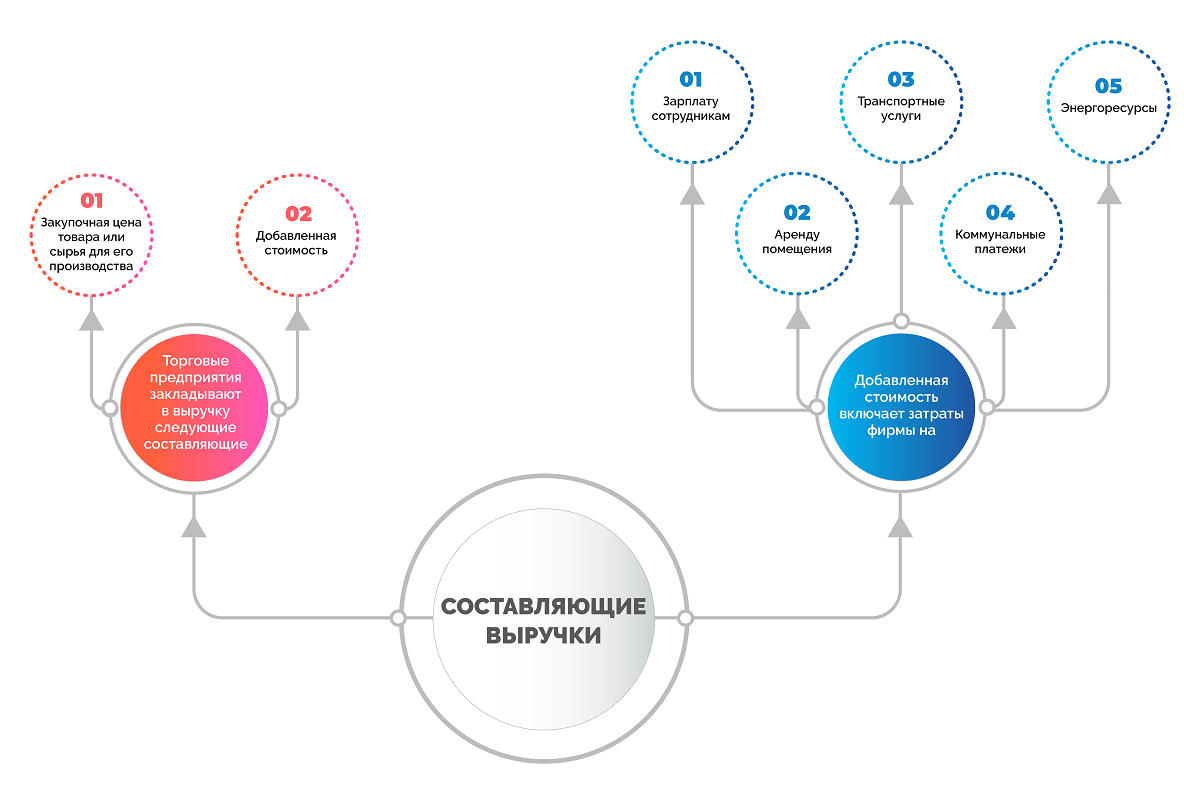 01
Закупочная цена
товара или
сырья для его
производства
02
Добавленная
стоимость
Торговые
предприятия
закладывают
в выручку
следующие
составляющие
01
Зарплату
сотрудникам
02
Аренду
помещения
03
Транспортные
услуги
04
Коммунальные
платежи
05
Энергоресурсы
Добавленная
стоимость
включает затраты
фирмы на
СОСТАВЛЯЮЩИЕ
ВЫРУЧКИ